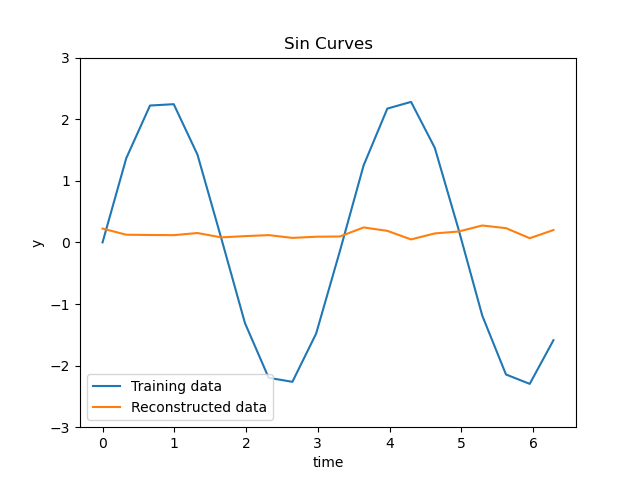 Sin Curves
3
2
1
0
−1
−2
−3
y
Training data
Reconstructed data
0 1 2 3 4 5 6
time